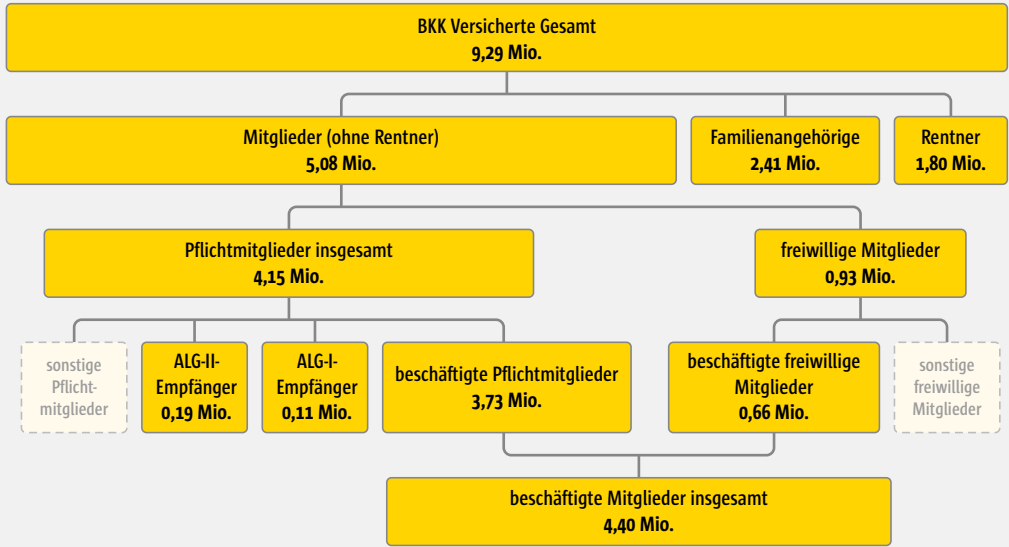 BKK Versicherte Gesamt
9,29 Mio.
Mitglieder (ohne Rentner)
5,08 Mio.
Familienangehörige
2,41 Mio.
Rentner
1,80 Mio.
Pflichtmitglieder insgesamt
4,15 Mio.
freiwillige Mitglieder
0,93 Mio.
sonstige
Pflicht-
mitglieder
ALG-II-
Empfänger
0,19 Mio.
ALG-I-
Empfänger
0,11 Mio.
beschäftigte Pflichtmitglieder
3,73 Mio.
beschäftigte freiwillige
Mitglieder
0,66 Mio.
sonstige
freiwillige
Mitglieder
beschäftigte Mitglieder insgesamt
4,40 Mio.